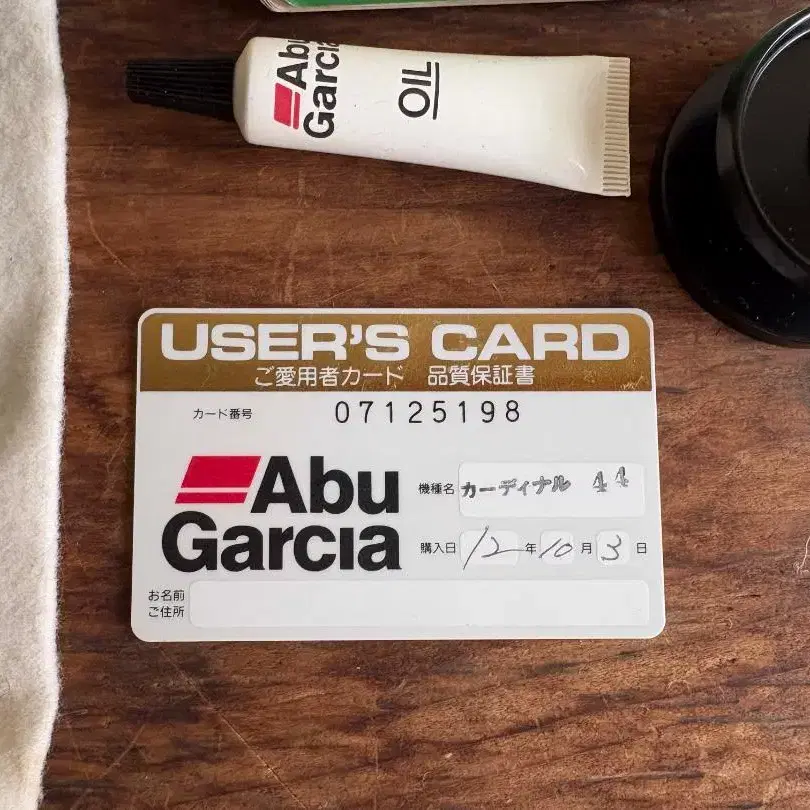 Abu
Garcia
OIL
USER'S CARD
ご愛用者カード 品質保証書
カード番号 07125198
Abu
Garcia
機種名 カーディナル 44
購入日 12 年 10 月 3 日
お名前
ご住所